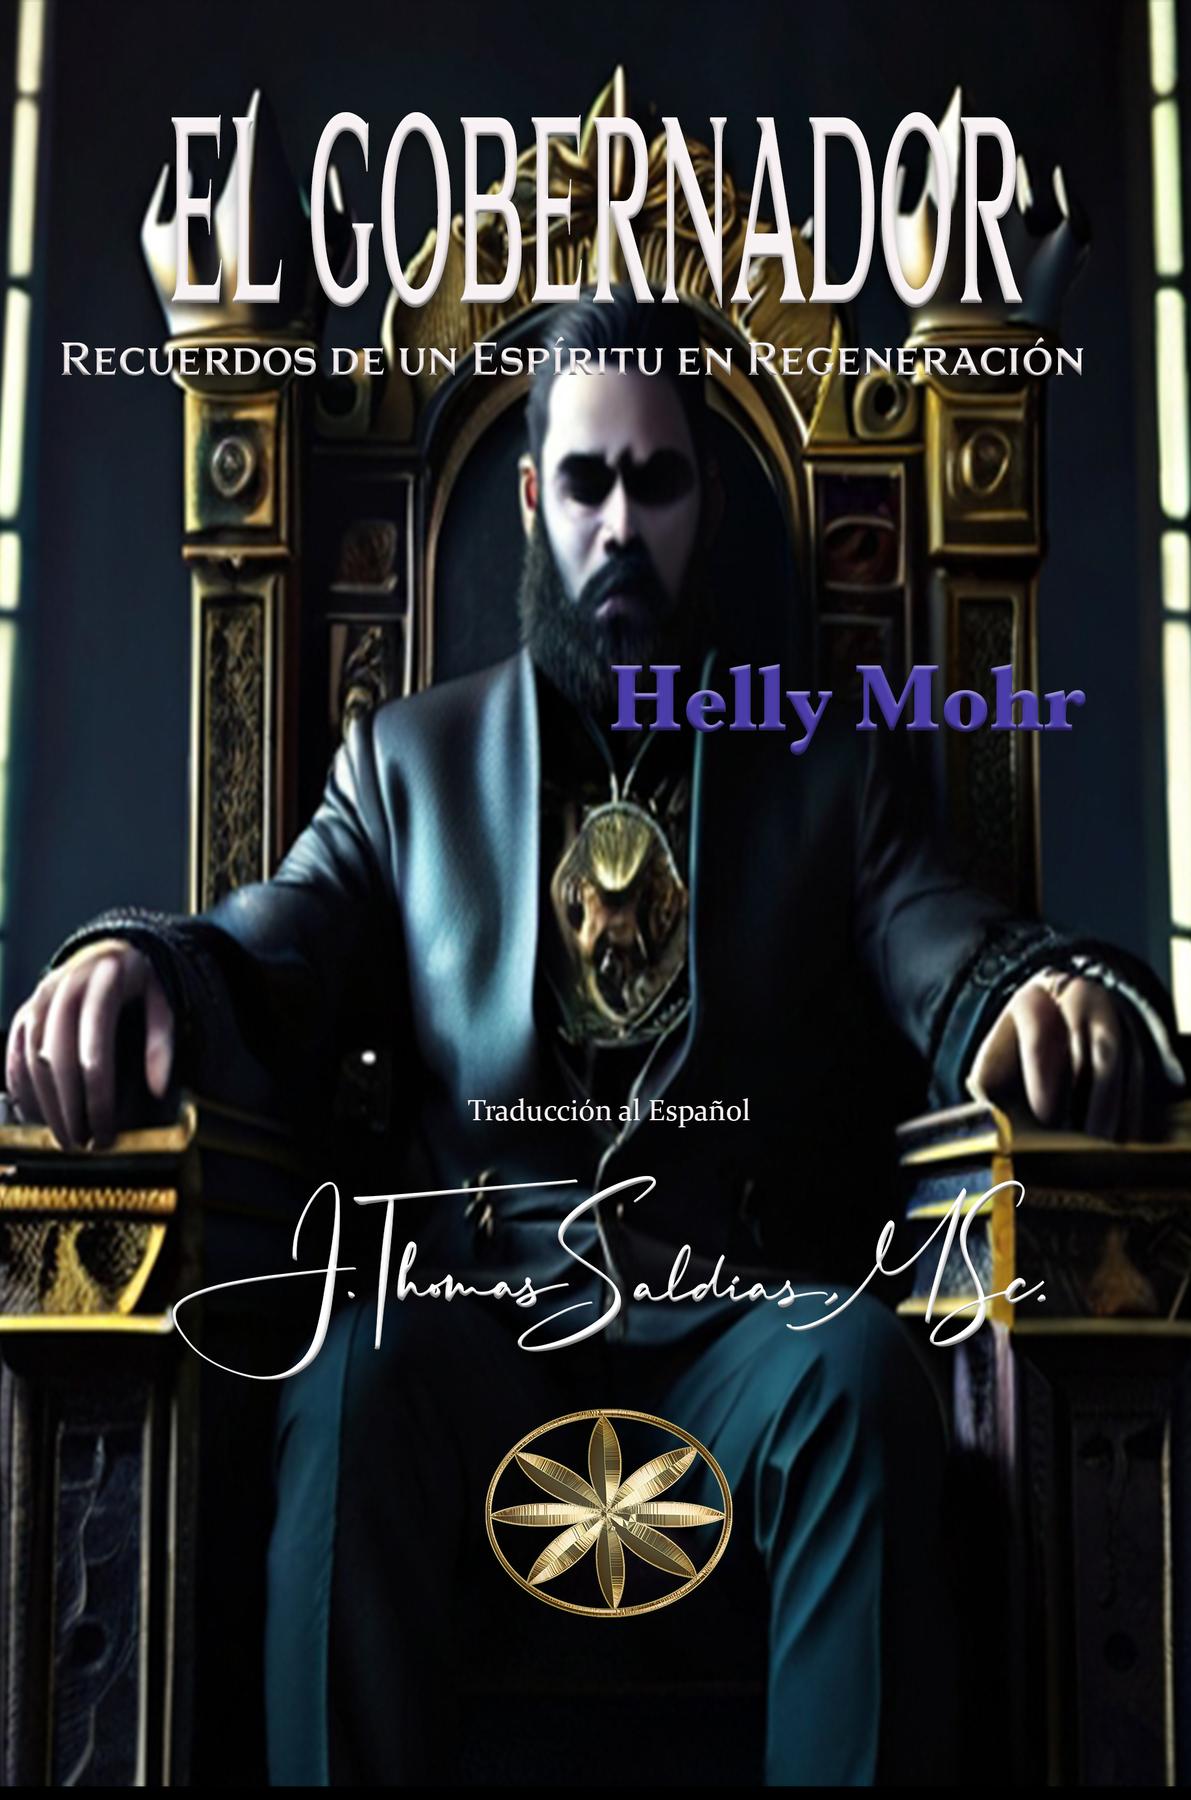 EL GOBERNADOR
RECUERDOS DE UN ESPÍRITU EN REGENERACIÓN
Helly Mohr
Traducción al Español
J. Thomas Saldias, MSc.